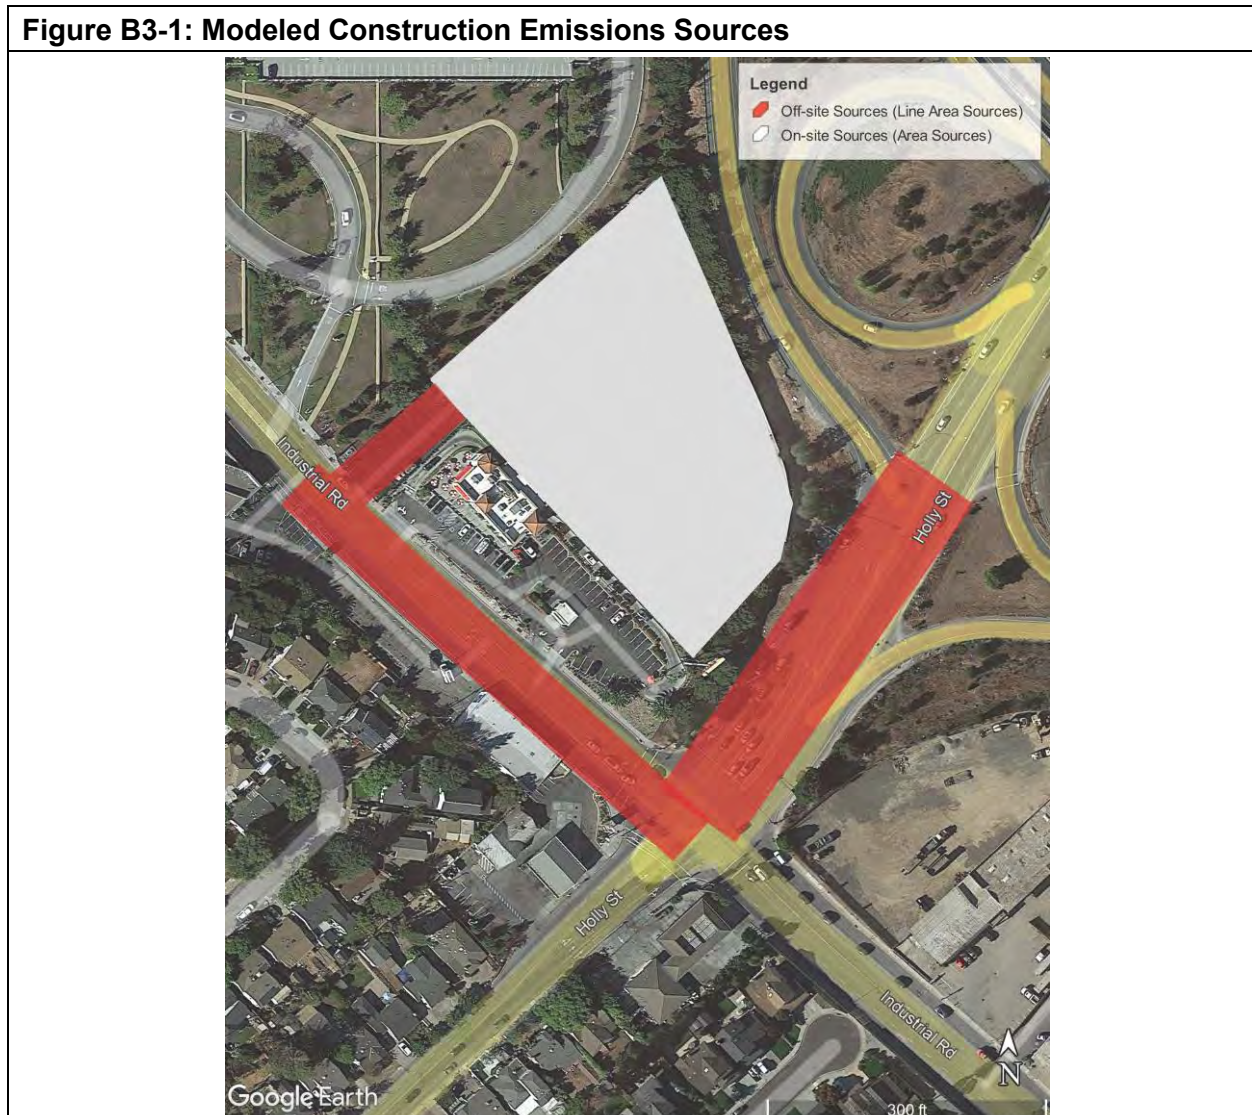 Figure B3-1: Modeled Construction Emissions Sources
Legend
Off-site Sources (Line Area Sources)
On-site Sources (Area Sources)
Industrial Rd
Holly St
Holly St
Industrial Rd
N
Google Earth
300 ft